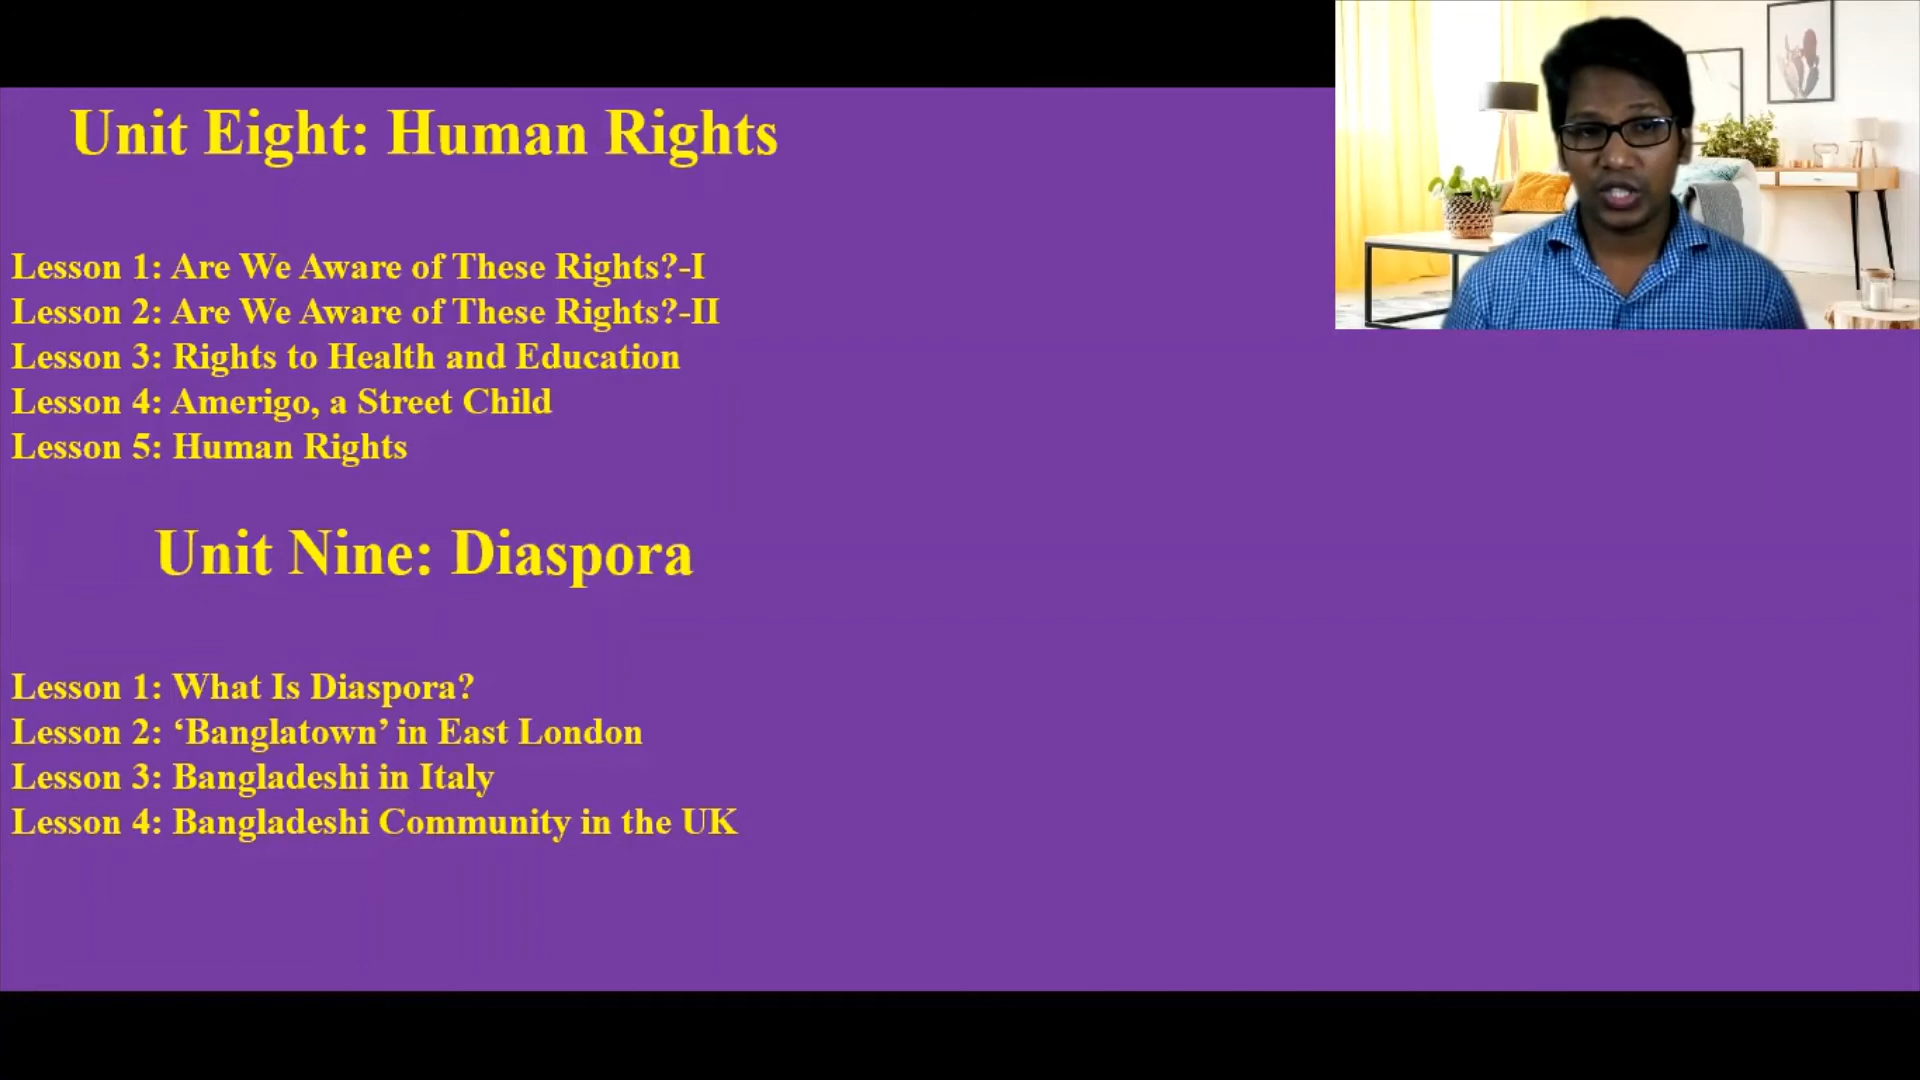 Unit Eight: Human Rights
Lesson 1: Are We Aware of These Rights?-I
Lesson 2: Are We Aware of These Rights?-II
Lesson 3: Rights to Health and Education
Lesson 4: Amerigo, a Street Child
Lesson 5: Human Rights
Unit Nine: Diaspora
Lesson 1: What Is Diaspora?
Lesson 2: ‘Banglatown’ in East London
Lesson 3: Bangladeshi in Italy
Lesson 4: Bangladeshi Community in the UK